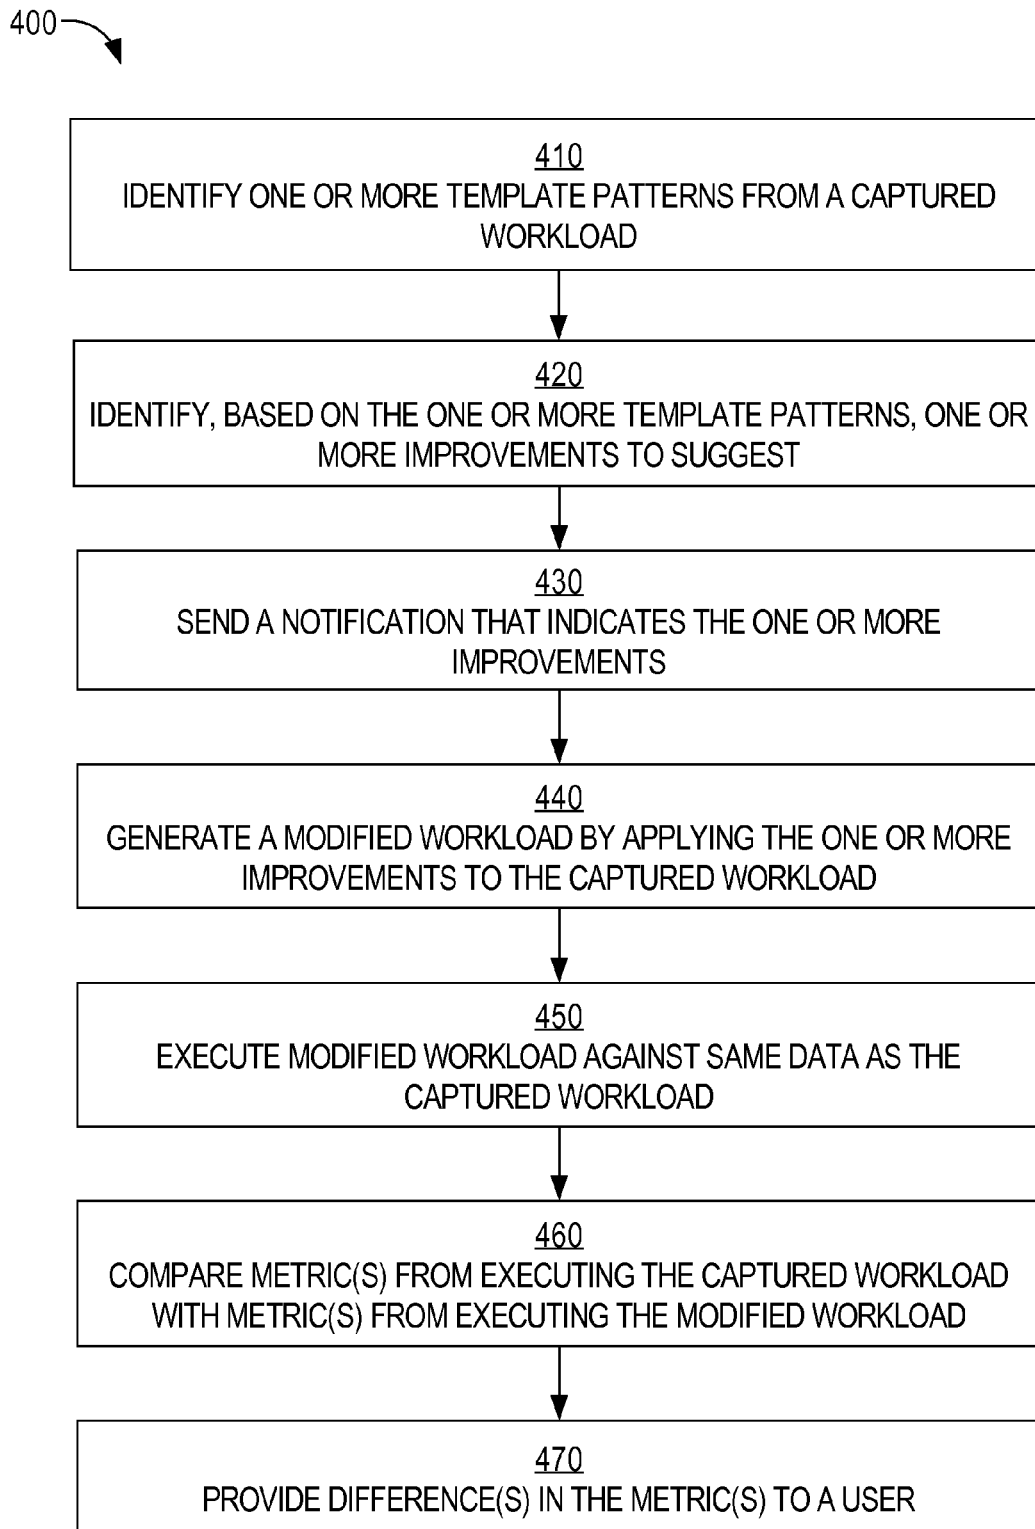 400
410
IDENTIFY ONE OR MORE TEMPLATE PATTERNS FROM A CAPTURED
WORKLOAD
420
IDENTIFY, BASED ON THE ONE OR MORE TEMPLATE PATTERNS, ONE OR
MORE IMPROVEMENTS TO SUGGEST
430
SEND A NOTIFICATION THAT INDICATES THE ONE OR MORE
IMPROVEMENTS
440
GENERATE A MODIFIED WORKLOAD BY APPLYING THE ONE OR MORE
IMPROVEMENTS TO THE CAPTURED WORKLOAD
450
EXECUTE MODIFIED WORKLOAD AGAINST SAME DATA AS THE
CAPTURED WORKLOAD
460
COMPARE METRIC(S) FROM EXECUTING THE CAPTURED WORKLOAD
WITH METRIC(S) FROM EXECUTING THE MODIFIED WORKLOAD
470
PROVIDE DIFFERENCE(S) IN THE METRIC(S) TO A USER